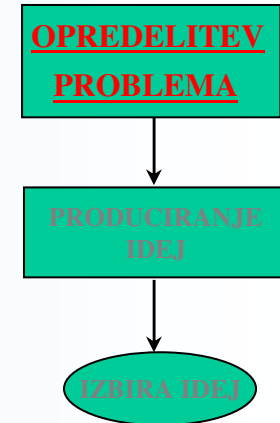 OPREDELITEV
PROBLEMA
PRODUCIRANJE
IDEJ
IZBIRA IDEJ